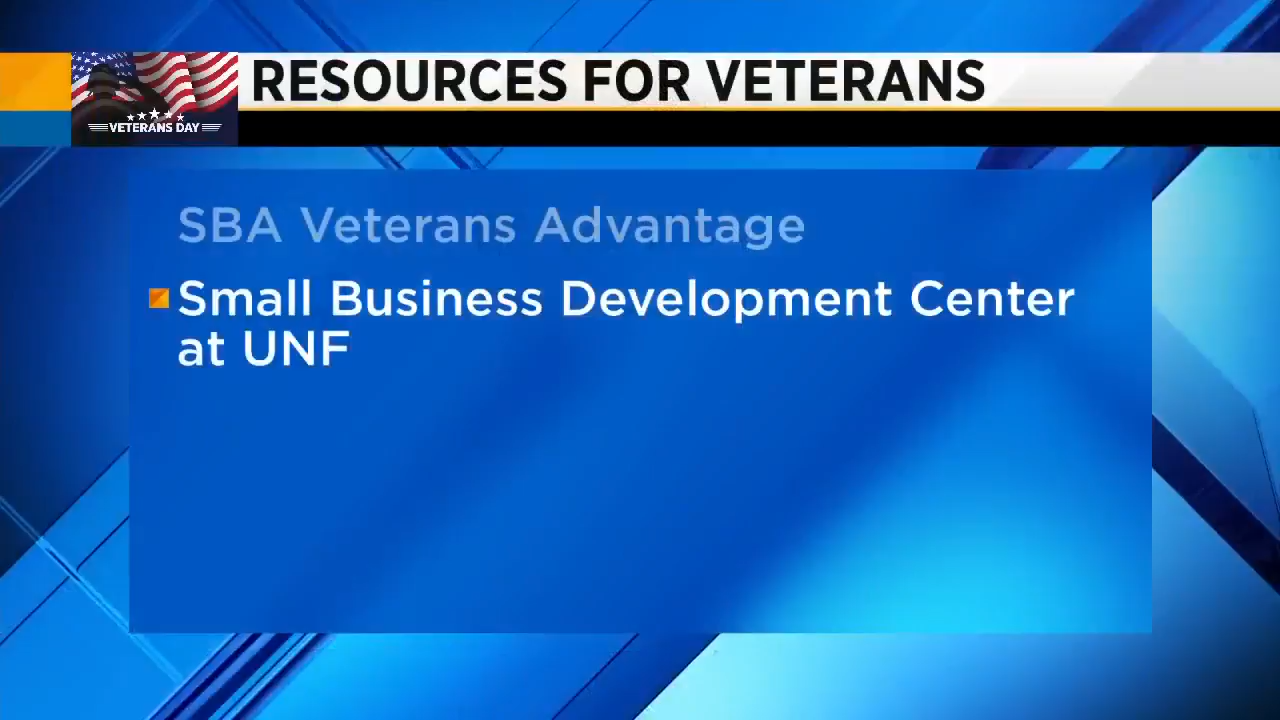 RESOURCES FOR VETERANS
VETERANS DAY
SBA Veterans Advantage
Small Business Development Center
at UNF